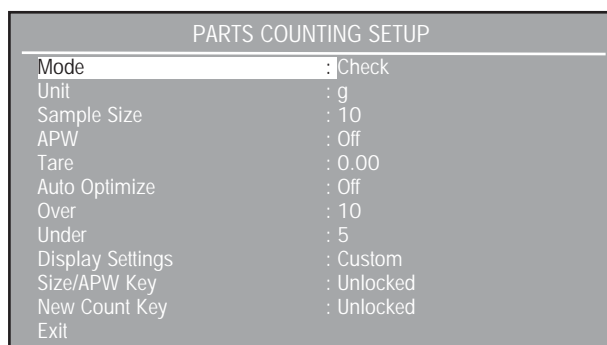 PARTS COUNTING SETUP
Mode : Check
Unit : g
Sample Size : 10
APW : Off
Tare : 0.00
Auto Optimize : Off
Over : 10
Under : 5
Display Settings : Custom
Size/APW Key : Unlocked
New Count Key : Unlocked
Exit